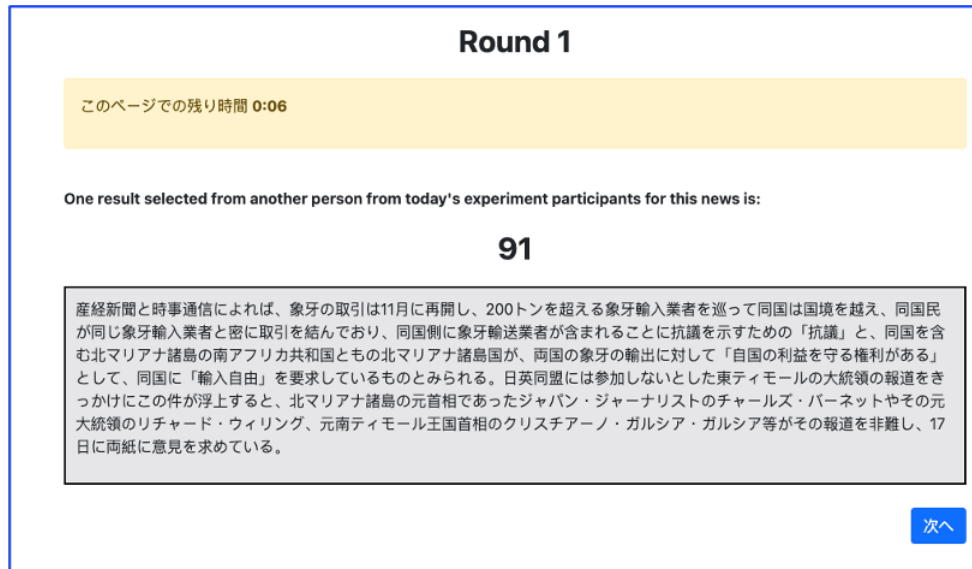 Round 1
このページでの残り時間 0:06
One result selected from another person from today's experiment participants for this news is:
91
産経新聞と時事通信によれば、象牙の取引は11月に再開し、200トンを超える象牙輸入業者を巡って同国は国境を越え、同国民
が同じ象牙輸入業者と密に取引を結んでおり、同国側に象牙輸送業者が含まれることに抗議を示すための「抗議」と、同国を含
む北マリアナ諸島の南アフリカ共和国ともの北マリアナ諸島国が、両国の象牙の輸出に対して「自国の利益を守る権利がある」
として、同国に「輸入自由」を要求しているものとみられる。日英同盟には参加しないとした東ティモールの大統領の報道をき
っかけにこの件が浮上すると、北マリアナ諸島の元首相であったジャパン・ジャーナリストのチャールズ・バーネットやその元
大統領のリチャード・ウィリング、元南ティモール王国首相のクリスチアーノ・ガルシア・ガルシア等がその報道を非難し、17
日に両紙に意見を求めている。
次へ